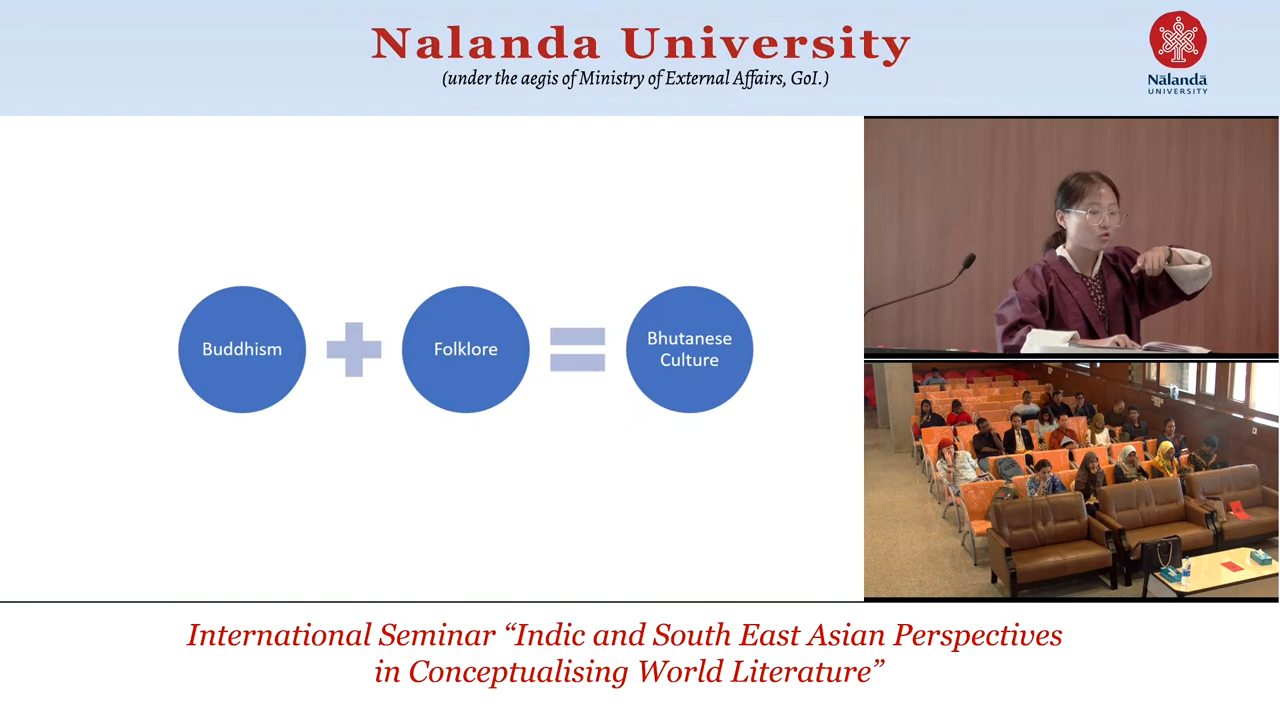 Nalanda University
(under the aegis of Ministry of External Affairs, GoI.)
Nālandā
UNIVERSITY
Buddhism
Folklore
Bhutanese
Culture
International Seminar “Indic and South East Asian Perspectives
in Conceptualising World Literature”